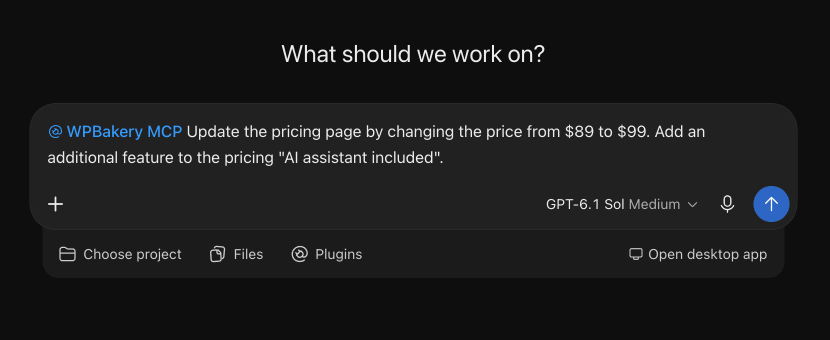 What should we work on?
WPBakery MCP Update the pricing page by changing the price from $89 to $99. Add an
additional feature to the pricing "AI assistant included".
GPT-6.1 Sol Medium
Choose project Files Plugins Open desktop app